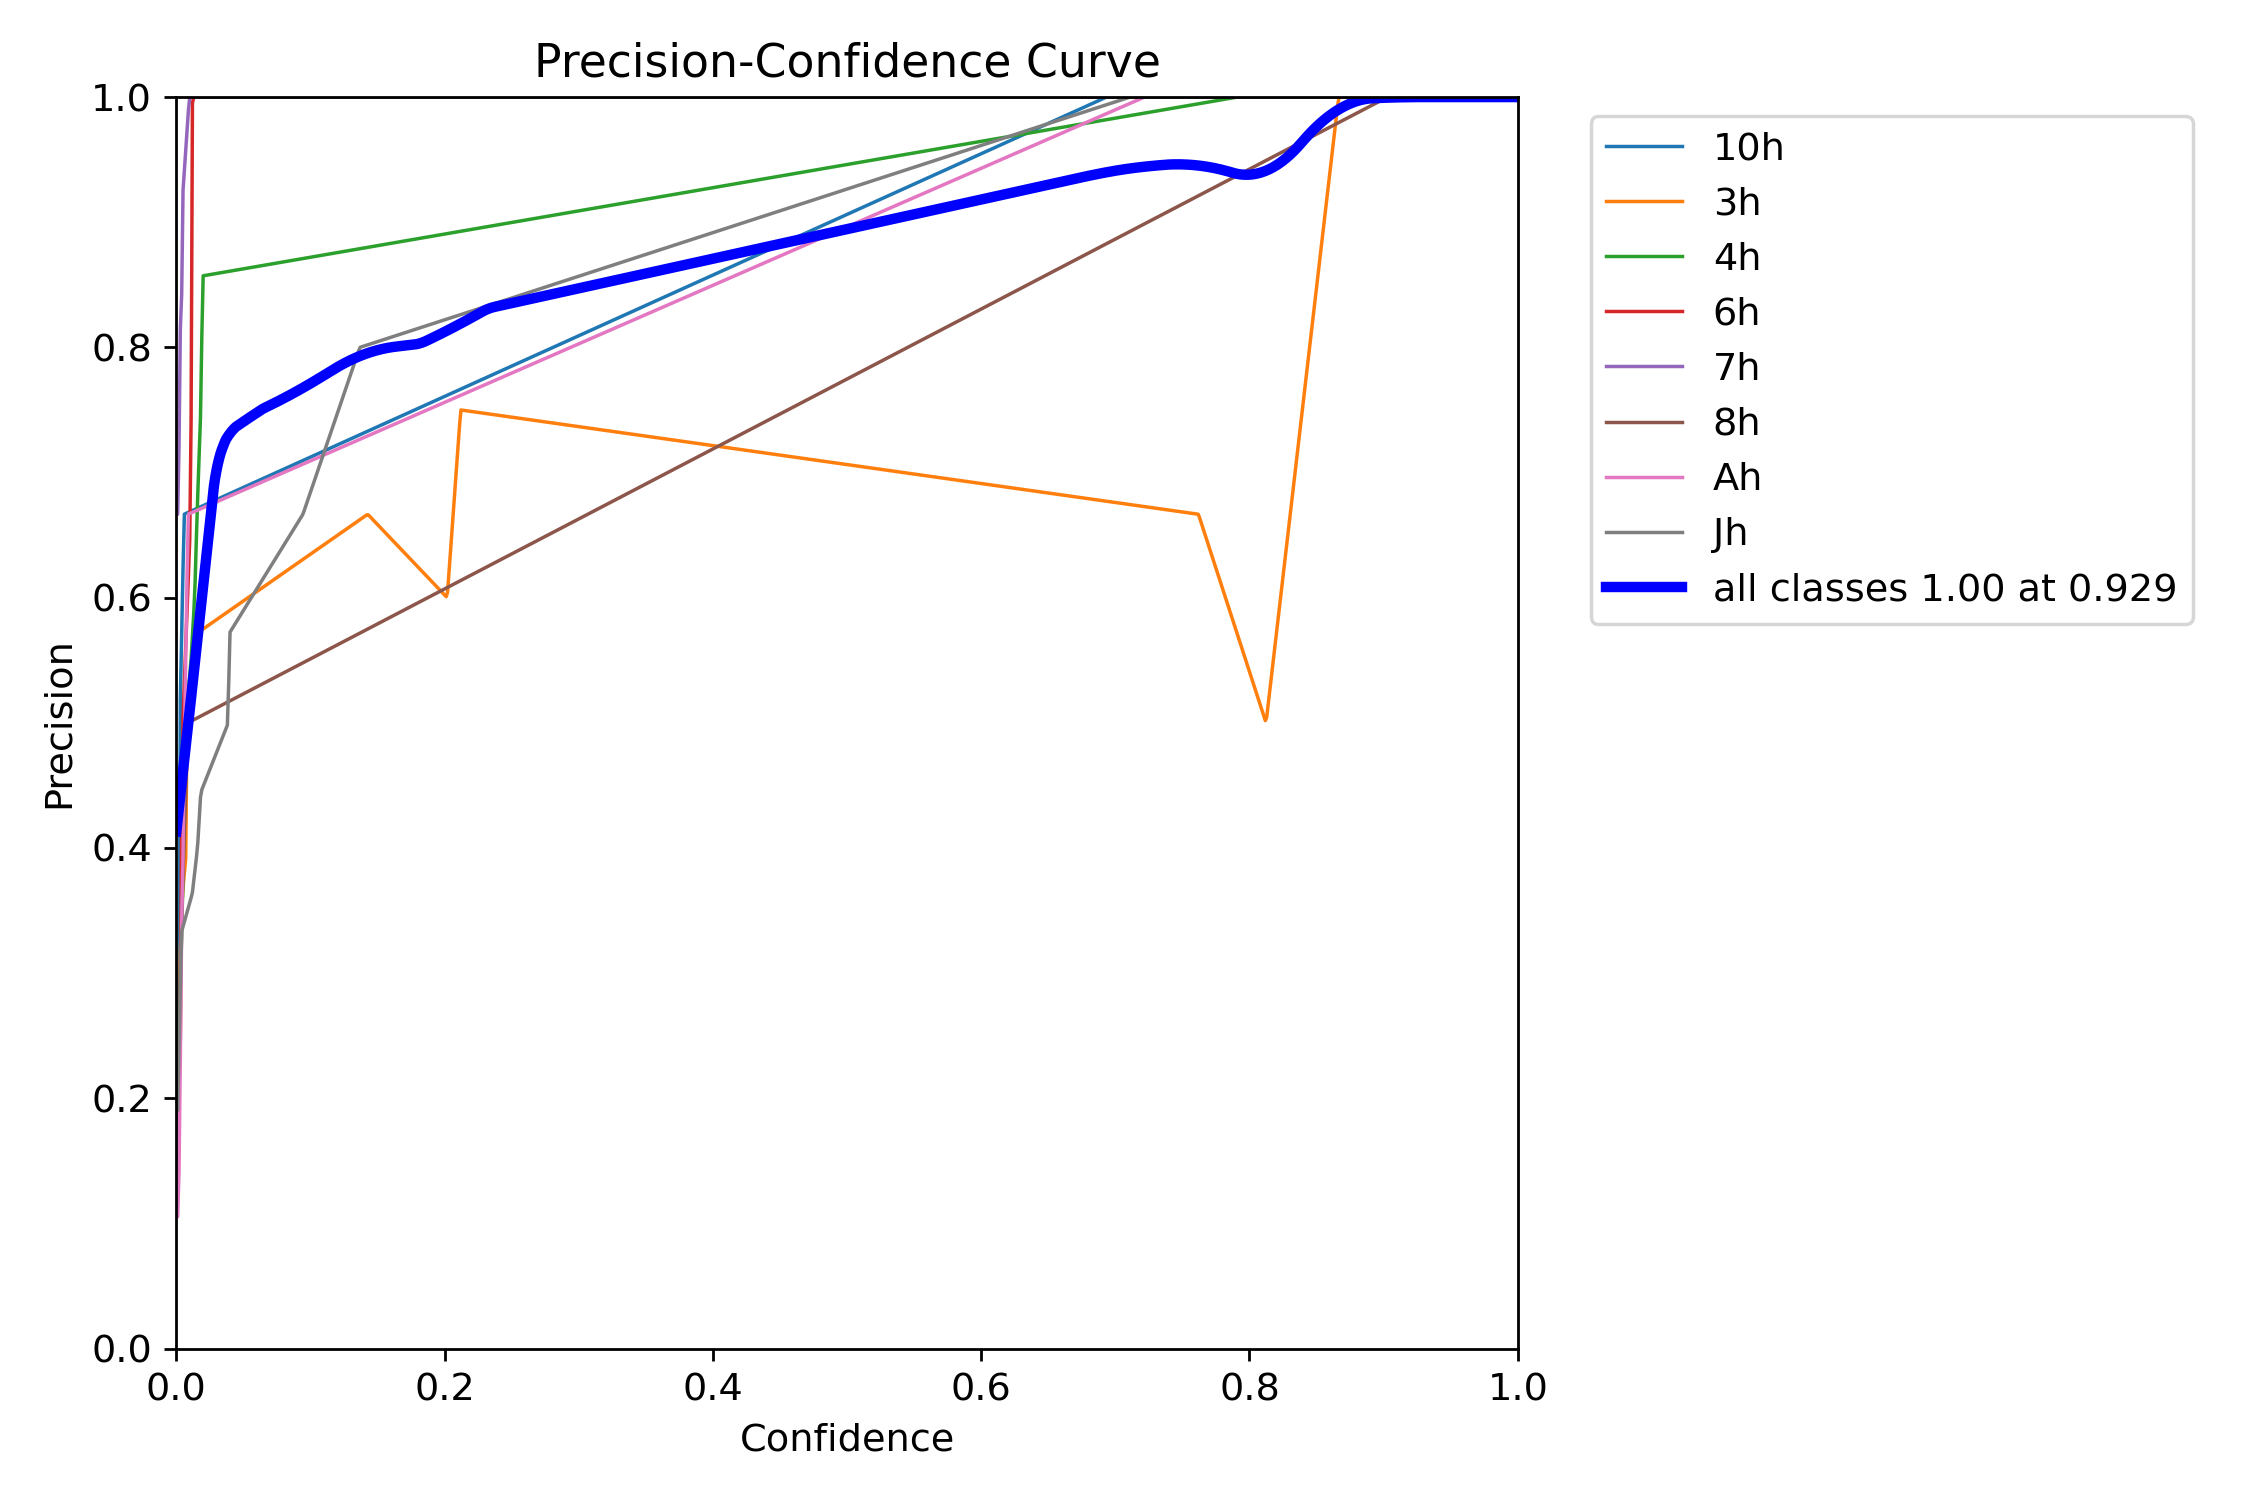 Precision-Confidence Curve
1.0
0.8
0.6
0.4
0.2
0.0
Precision
0.0 0.2 0.4 0.6 0.8 1.0
Confidence
10h
3h
4h
6h
7h
8h
Ah
Jh
all classes 1.00 at 0.929